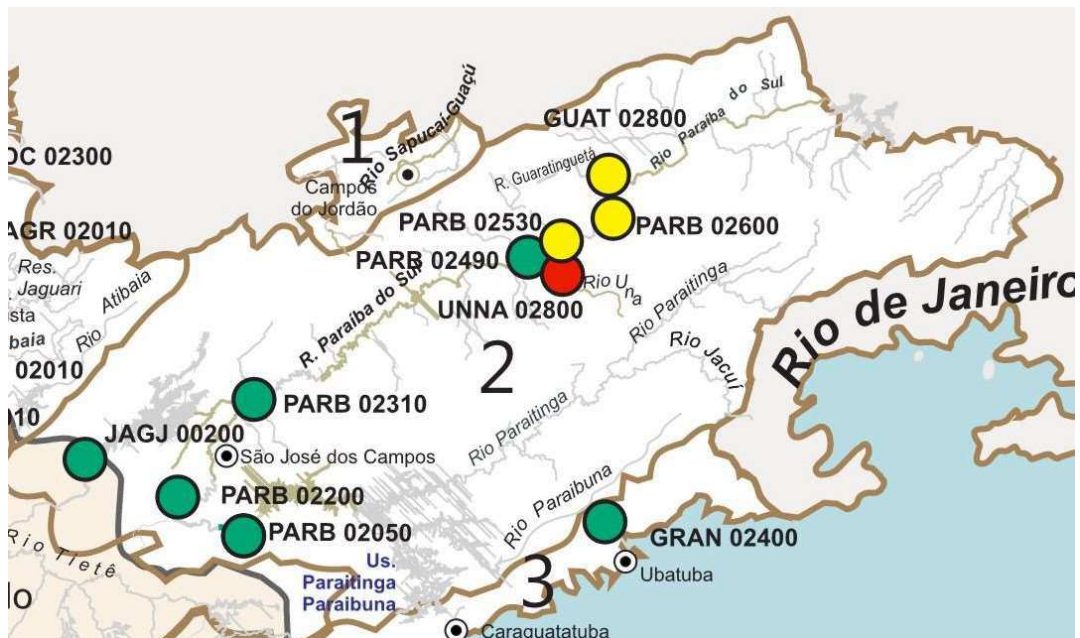 1
Rio Sapucaí-Guaçú
Campos
do Jordão
GUAT 02800
Rio Paraíba do Sul
R. Guaratinguetá
02300
02010
Res.
Jaguari
Rio Atibaia
02010
PARB 02530
PARB 02600
PARB 02490
Rio Una
UNNA 02800
R. Paraíba do Sul
Rio Paraitinga
Rio de Janeiro
Rio Jacuí
2
PARB 02310
JAGJ 00200
São José dos Campos
Rio Paraitinga
PARB 02200
PARB 02050
Rio Paraibuna
GRAN 02400
Rio Tietê
Us.
Paraitinga
Paraibuna
3
Ubatuba
Caraguatatuba